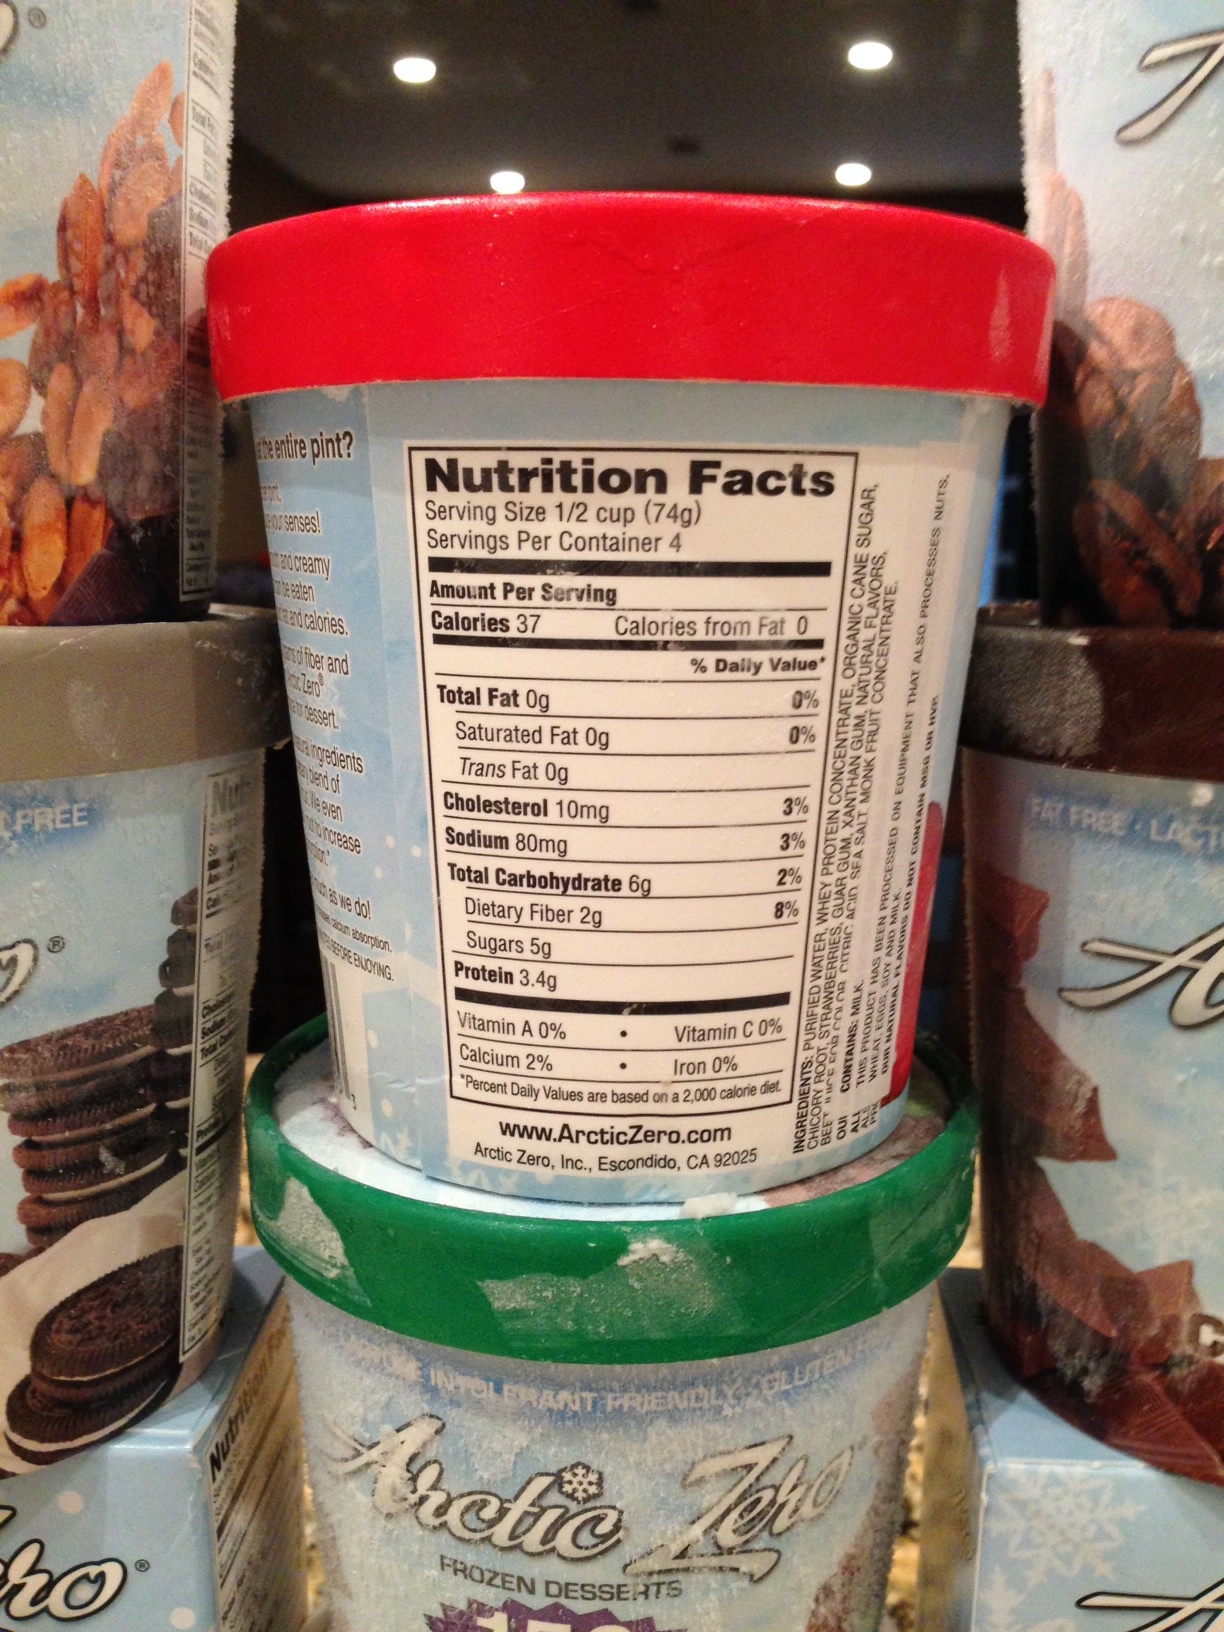 the entire pint?
your senses!
and creamy
be eaten
and calories.
of fiber and
Zero®
for dessert.
ingredients
blend of
We even
to increase
as we do!
calcium absorption.
BEFORE ENJOYING.
Nutrition Facts
Serving Size 1/2 cup (74g)
Servings Per Container 4
Amount Per Serving
Calories 37 Calories from Fat 0
% Daily Value*
Total Fat 0g 0%
Saturated Fat 0g 0%
Trans Fat 0g
Cholesterol 10mg 3%
Sodium 80mg 3%
Total Carbohydrate 6g 2%
Dietary Fiber 2g 8%
Sugars 5g
Protein 3.4g
Vitamin A 0% • Vitamin C 0%
Calcium 2% • Iron 0%
*Percent Daily Values are based on a 2,000 calorie diet.
www.ArcticZero.com
Arctic Zero, Inc., Escondido, CA 92025
INGREDIENTS: PURIFIED WATER, WHEY PROTEIN CONCENTRATE, ORGANIC CANE SUGAR,
CHICORY ROOT, STRAWBERRIES, GUAR GUM, XANTHAN GUM, NATURAL FLAVORS,
BEET JUICE FOR COLOR, CITRIC ACID, SEA SALT, MONK FRUIT CONCENTRATE.
CONTAINS: MILK.
THIS PRODUCT HAS BEEN PROCESSED ON EQUIPMENT THAT ALSO PROCESSES NUTS,
WHEAT, EGGS, SOY AND MILK.
OUR NATURAL FLAVORS DO NOT CONTAIN MSG OR HVP.
FREE
FAT FREE · LACT
INTOLERANT FRIENDLY · GLUTEN
Arctic Zero
FROZEN DESSERTS
150
Nutrition
ro®